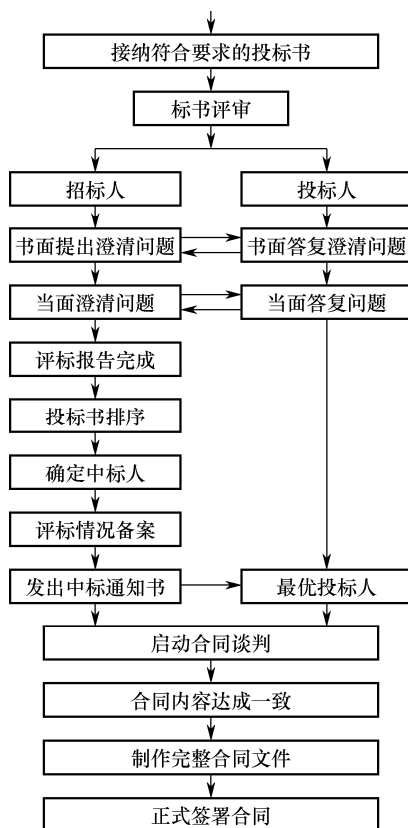 接纳符合要求的投标书
标书评审
招标人
投标人
书面提出澄清问题
书面答复澄清问题
当面澄清问题
当面答复问题
评标报告完成
投标书排序
确定中标人
评标情况备案
发出中标通知书
最优投标人
启动合同谈判
合同内容达成一致
制作完整合同文件
正式签署合同